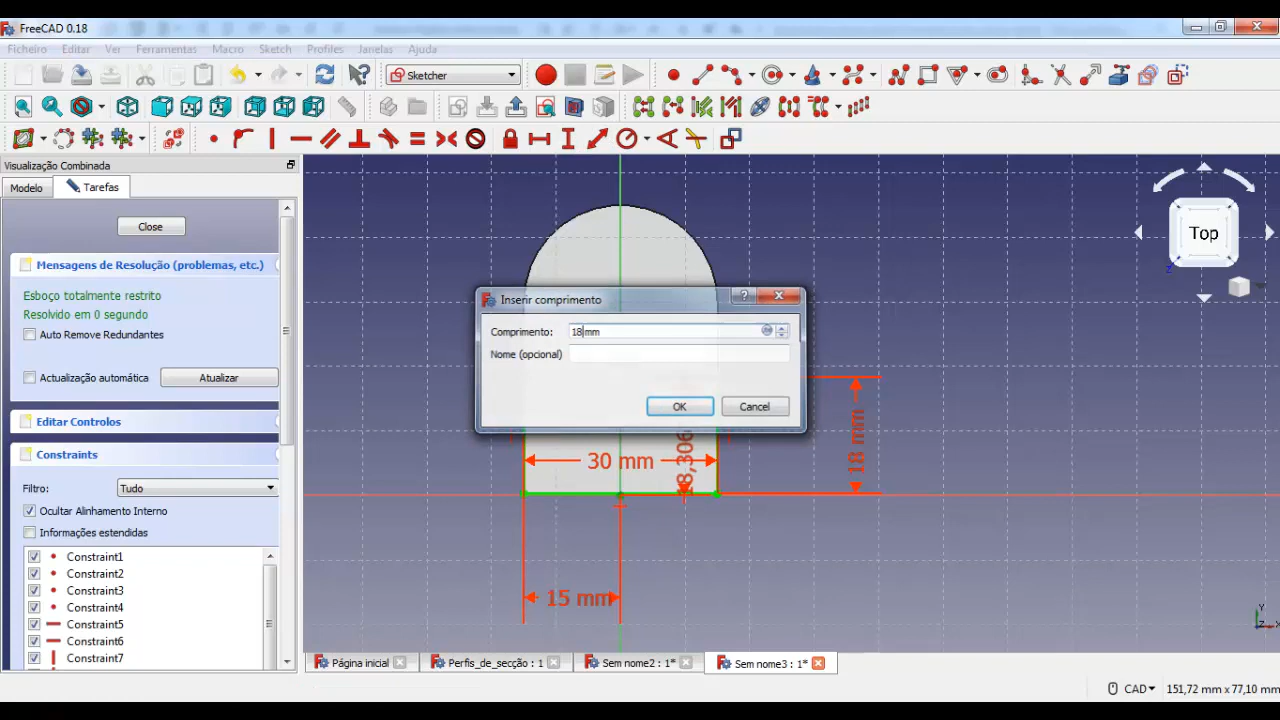 FreeCAD 0.18
Ficheiro Editar Ver Ferramentas Macro Sketch Profiles Janelas Ajuda
Sketcher
Visualização Combinada
Modelo Tarefas
Close
Mensagens de Resolução (problemas, etc.)
Esboço totalmente restrito
Resolvido em 0 segundo
Auto Remove Redundantes
Actualização automática Atualizar
Editar Controlos
Constraints
Filtro: Tudo
Ocultar Alinhamento Interno
Informações estendidas
Constraint1
Constraint2
Constraint3
Constraint4
Constraint5
Constraint6
Constraint7
Top
Z
Inserir comprimento
Comprimento: 18 mm
Nome (opcional)
OK Cancel
18 mm
30 mm
18,306
15 mm
Y
Z X
Página inicial Perfis_de_secção : 1 Sem nome2 : 1* Sem nome3 : 1*
CAD 151,72 mm x 77,10 mm